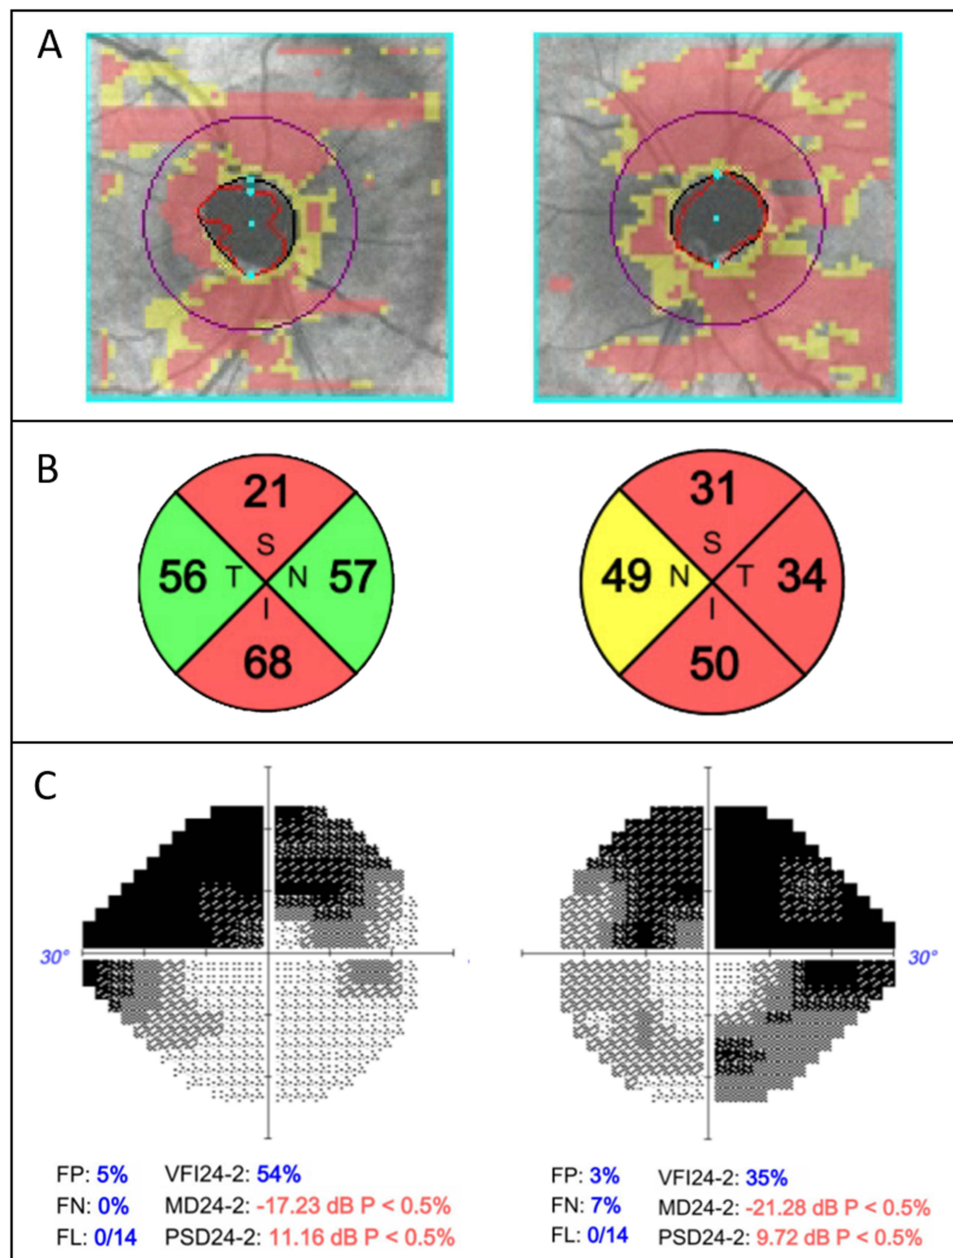 A
B
21 31
S S
56 T N 57 49 N T 34
I I
68 50
C
30° 30°
FP: 5% VFI24-2: 54% FP: 3% VFI24-2: 35%
FN: 0% MD24-2: -17.23 dB P < 0.5% FN: 7% MD24-2: -21.28 dB P < 0.5%
FL: 0/14 PSD24-2: 11.16 dB P < 0.5% FL: 0/14 PSD24-2: 9.72 dB P < 0.5%